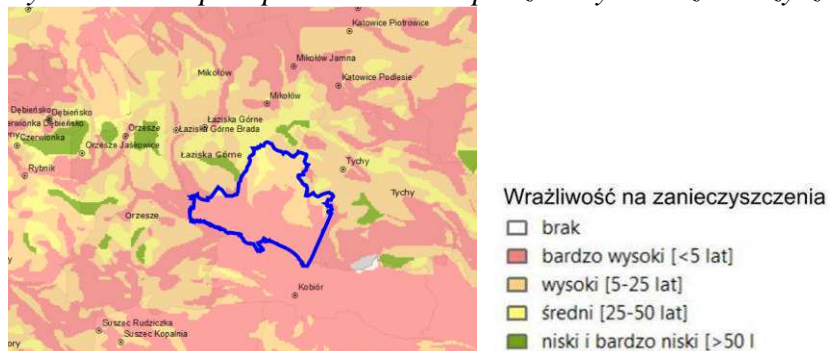 Katowice Piotrowice
Mikołów Jamna
Mikołów
Katowice Podlesie
Mikołów
Dębieńsko
Dębieńsko
Czerwionka Dębieńsko
Czerwionka
Orzesze
Łaziska Górne
Łaziska Górne Brada
Orzesze Jaśkowice
Łaziska Górne
Rybnik
Tychy
Tychy
Orzesze
Kobiór
Suszec Rudziczka
Suszec Kopalnia
ory
Wrażliwość na zanieczyszczenia
brak
bardzo wysoki [<5 lat]
wysoki [5-25 lat]
średni [25-50 lat]
niski i bardzo niski [>50 l